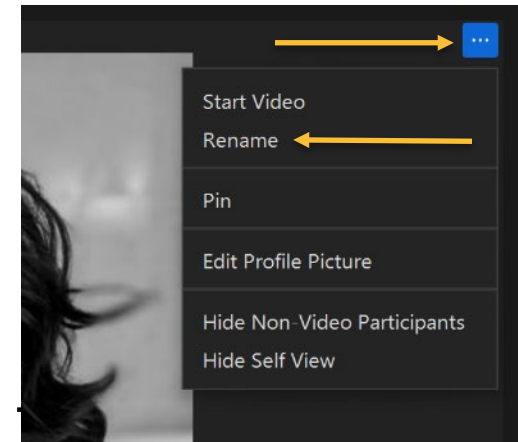 ...
Start Video
Rename
Pin
Edit Profile Picture
Hide Non-Video Participants
Hide Self View